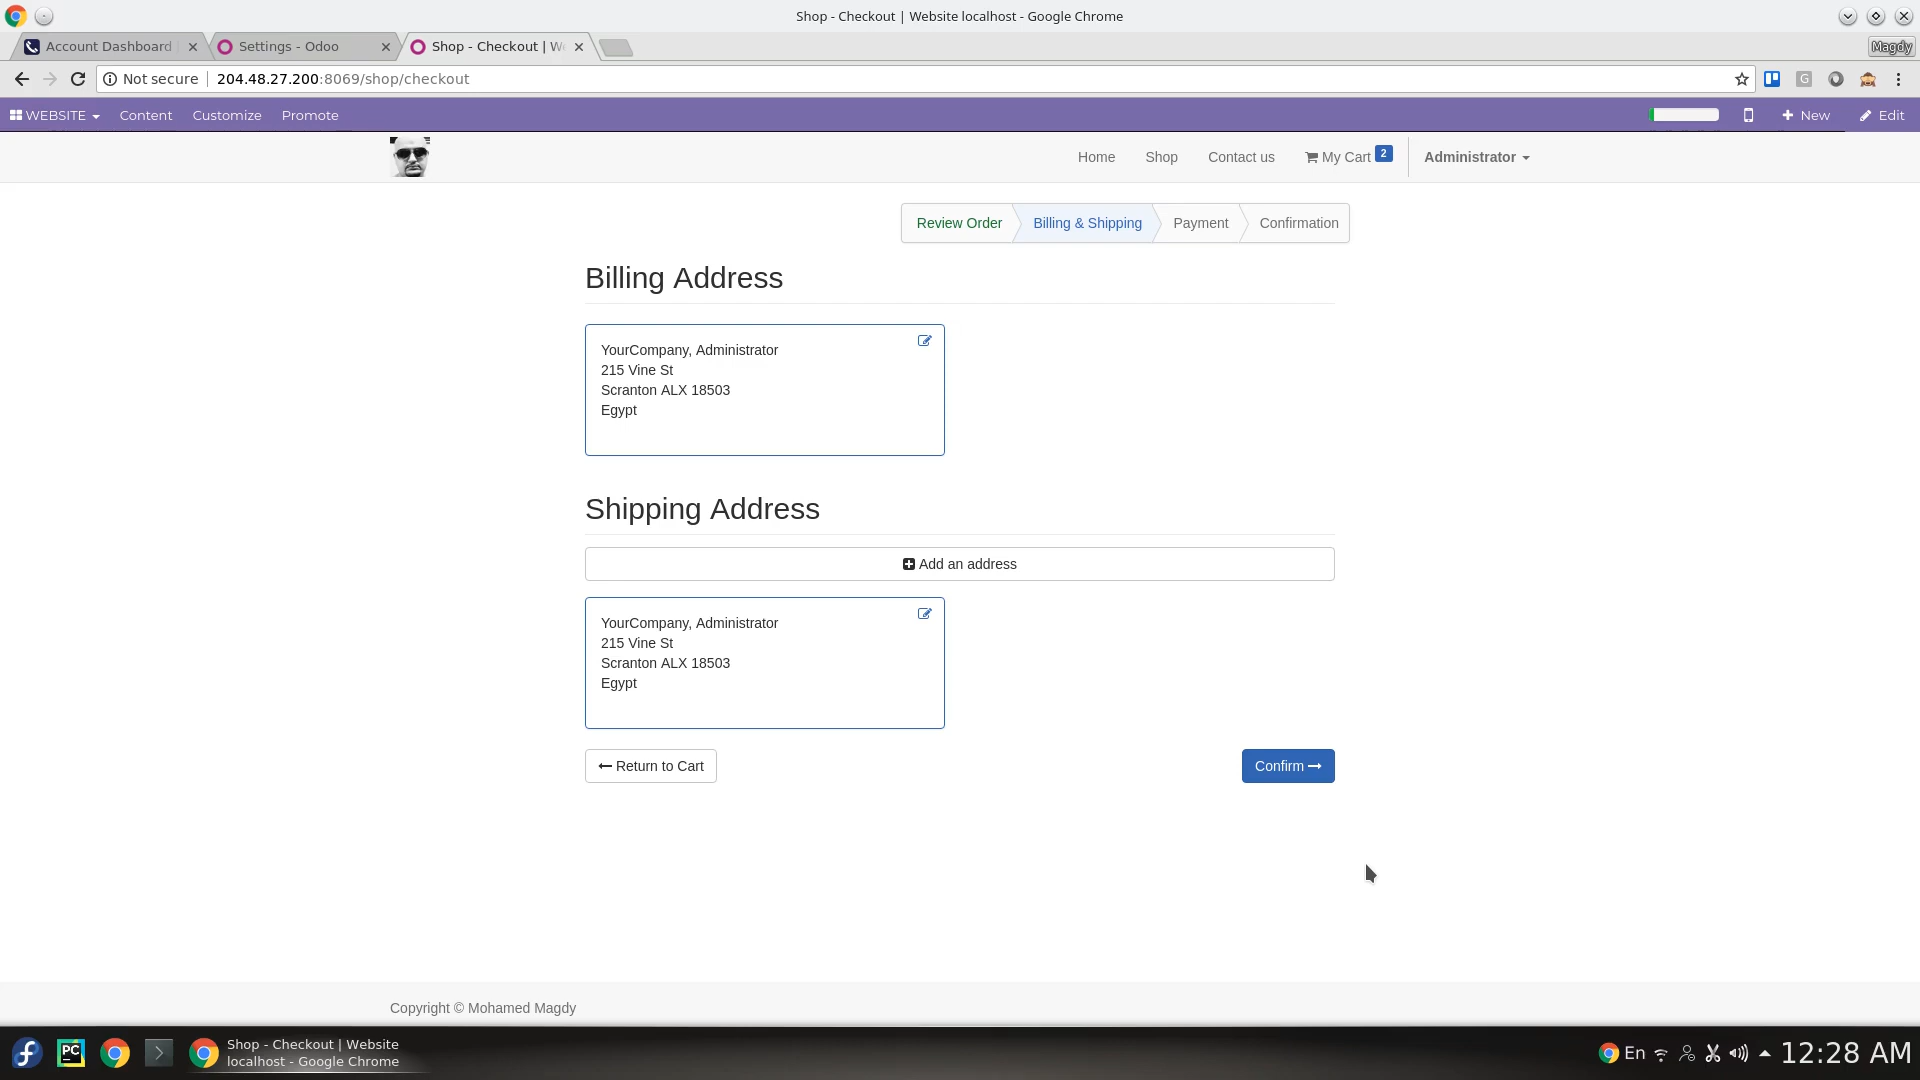 Shop - Checkout | Website localhost - Google Chrome
Account Dashboard
Settings - Odoo
Shop - Checkout | W
Magdy
Not secure
204.48.27.200:8069/shop/checkout
G
WEBSITE
Content
Customize
Promote
New
Edit
Home
Shop
Contact us
My Cart 2
Administrator
Review Order
Billing & Shipping
Payment
Confirmation
Billing Address
YourCompany, Administrator
215 Vine St
Scranton ALX 18503
Egypt
Shipping Address
Add an address
YourCompany, Administrator
215 Vine St
Scranton ALX 18503
Egypt
Return to Cart
Confirm
Copyright © Mohamed Magdy
PC
Shop - Checkout | Website
localhost - Google Chrome
En
12:28 AM